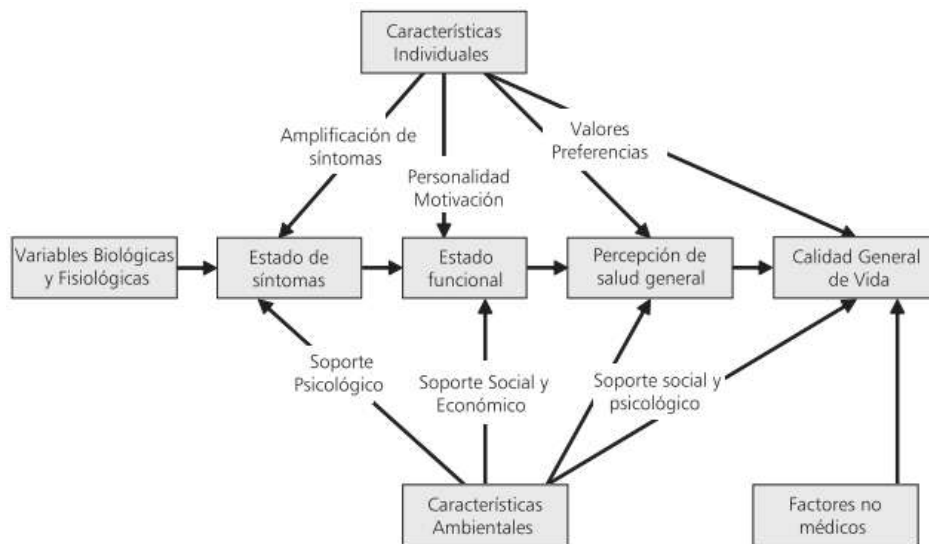 Características
Individuales
Amplificación de
síntomas
Valores
Preferencias
Personalidad
Motivación
Variables Biológicas
y Fisiológicas
Estado de
síntomas
Estado
funcional
Percepción de
salud general
Calidad General
de Vida
Soporte
Psicológico
Soporte Social y
Económico
Soporte social y
psicológico
Características
Ambientales
Factores no
médicos